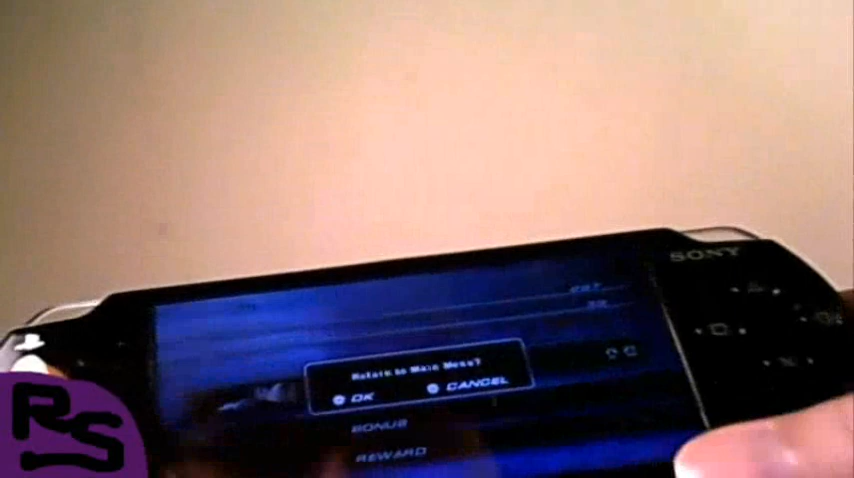 SONY
Return to Main Menu?
OK
CANCEL
BONUS
REWARD
RS